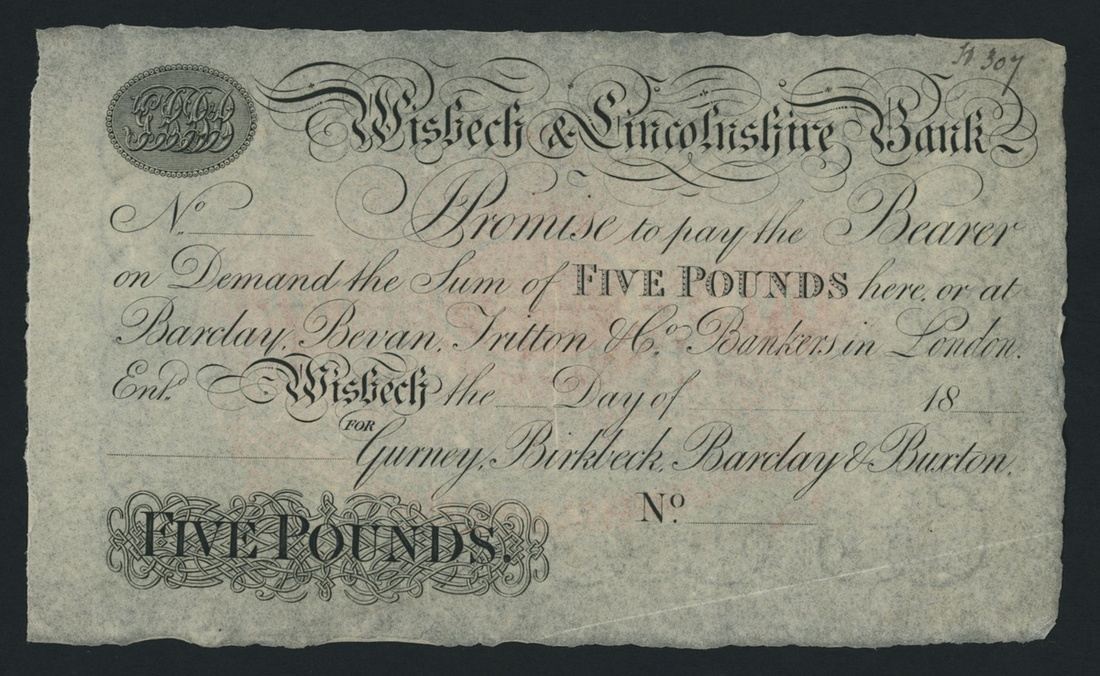 307
Wisbech & Lincolnshire Bank
No. I Promise to pay the Bearer
on Demand the Sum of FIVE POUNDS here, or at
Barclay, Bevan, Tritton & Co. Bankers in London.
Entd. Wisbech the Day of 18
FOR
Gurney, Birkbeck, Barclay & Buxton.
No.
FIVE POUNDS.